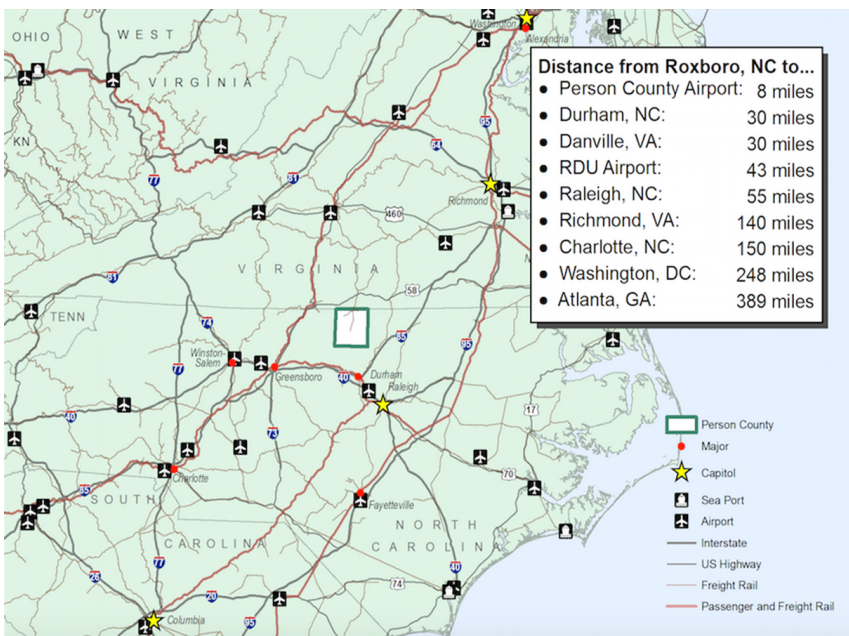 OHIO
WEST
VIRGINIA
Washington
Alexandria
Distance from Roxboro, NC to...
• Person County Airport: 8 miles
• Durham, NC: 30 miles
• Danville, VA: 30 miles
• RDU Airport: 43 miles
• Raleigh, NC: 55 miles
• Richmond, VA: 140 miles
• Charlotte, NC: 150 miles
• Washington, DC: 248 miles
• Atlanta, GA: 389 miles
95
KN
64
77
81
Richmond
460
VIRGINIA
81
58
TENN
74
85
95
Winston-
Salem
77
Greensboro
40
Durham
Raleigh
40
17
73
Person County
Major
Capitol
Sea Port
Airport
Interstate
US Highway
Freight Rail
Passenger and Freight Rail
Charlotte
85
70
SOUTH
CAROLINA
Fayetteville
NORTH
CAROLINA
77
26
20
40
74
95
Columbia